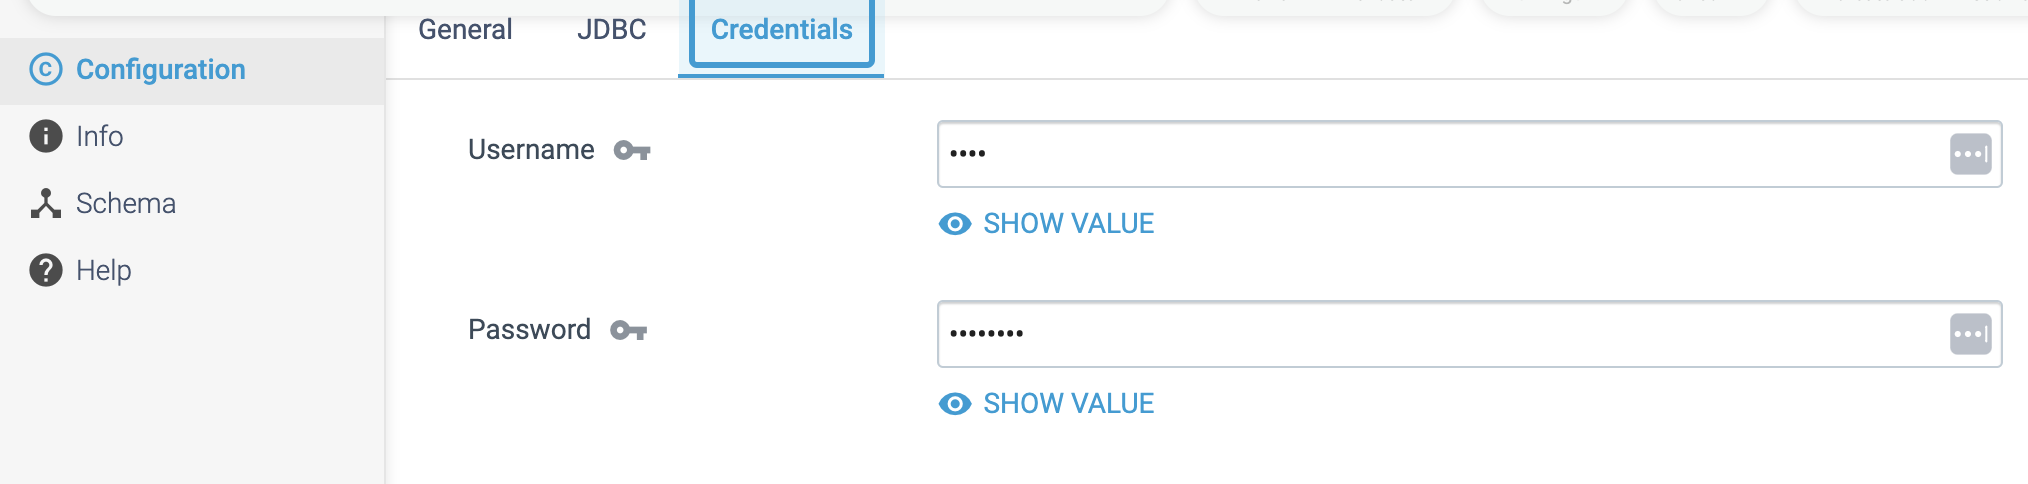 General JDBC Credentials
Configuration
Info
Schema
Help
Username
••••
SHOW VALUE
Password
••••••••
SHOW VALUE